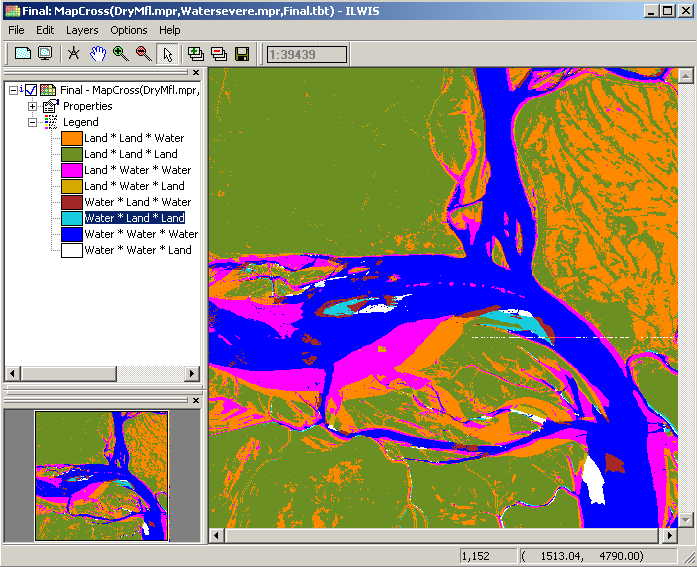 Final: MapCross(DryMfl.mpr,Watersevere.mpr,Final.tbt) - ILWIS
File Edit Layers Options Help
1:39439
Final - MapCross(DryMfl.mpr,
Properties
Legend
Land * Land * Water
Land * Land * Land
Land * Water * Water
Land * Water * Land
Water * Land * Water
Water * Land * Land
Water * Water * Water
Water * Water * Land
1,152 ( 1513.04, 4790.00)